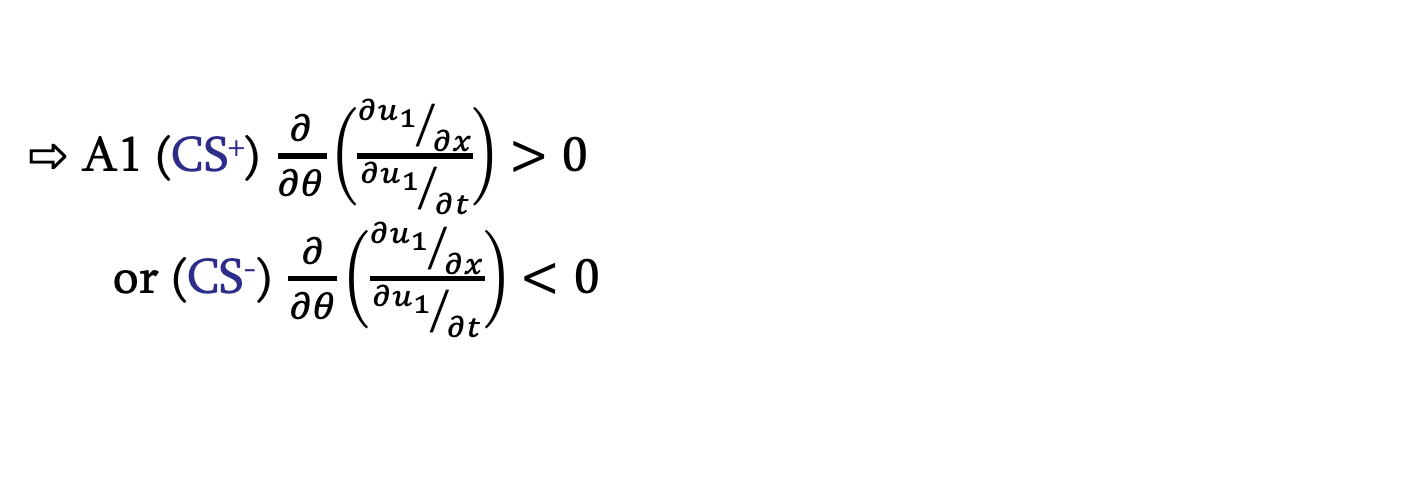 ⇨ A1 (CS⁺) ∂/∂θ ((∂u₁/∂x)/(∂u₁/∂t)) > 0
or (CS⁻) ∂/∂θ ((∂u₁/∂x)/(∂u₁/∂t)) < 0